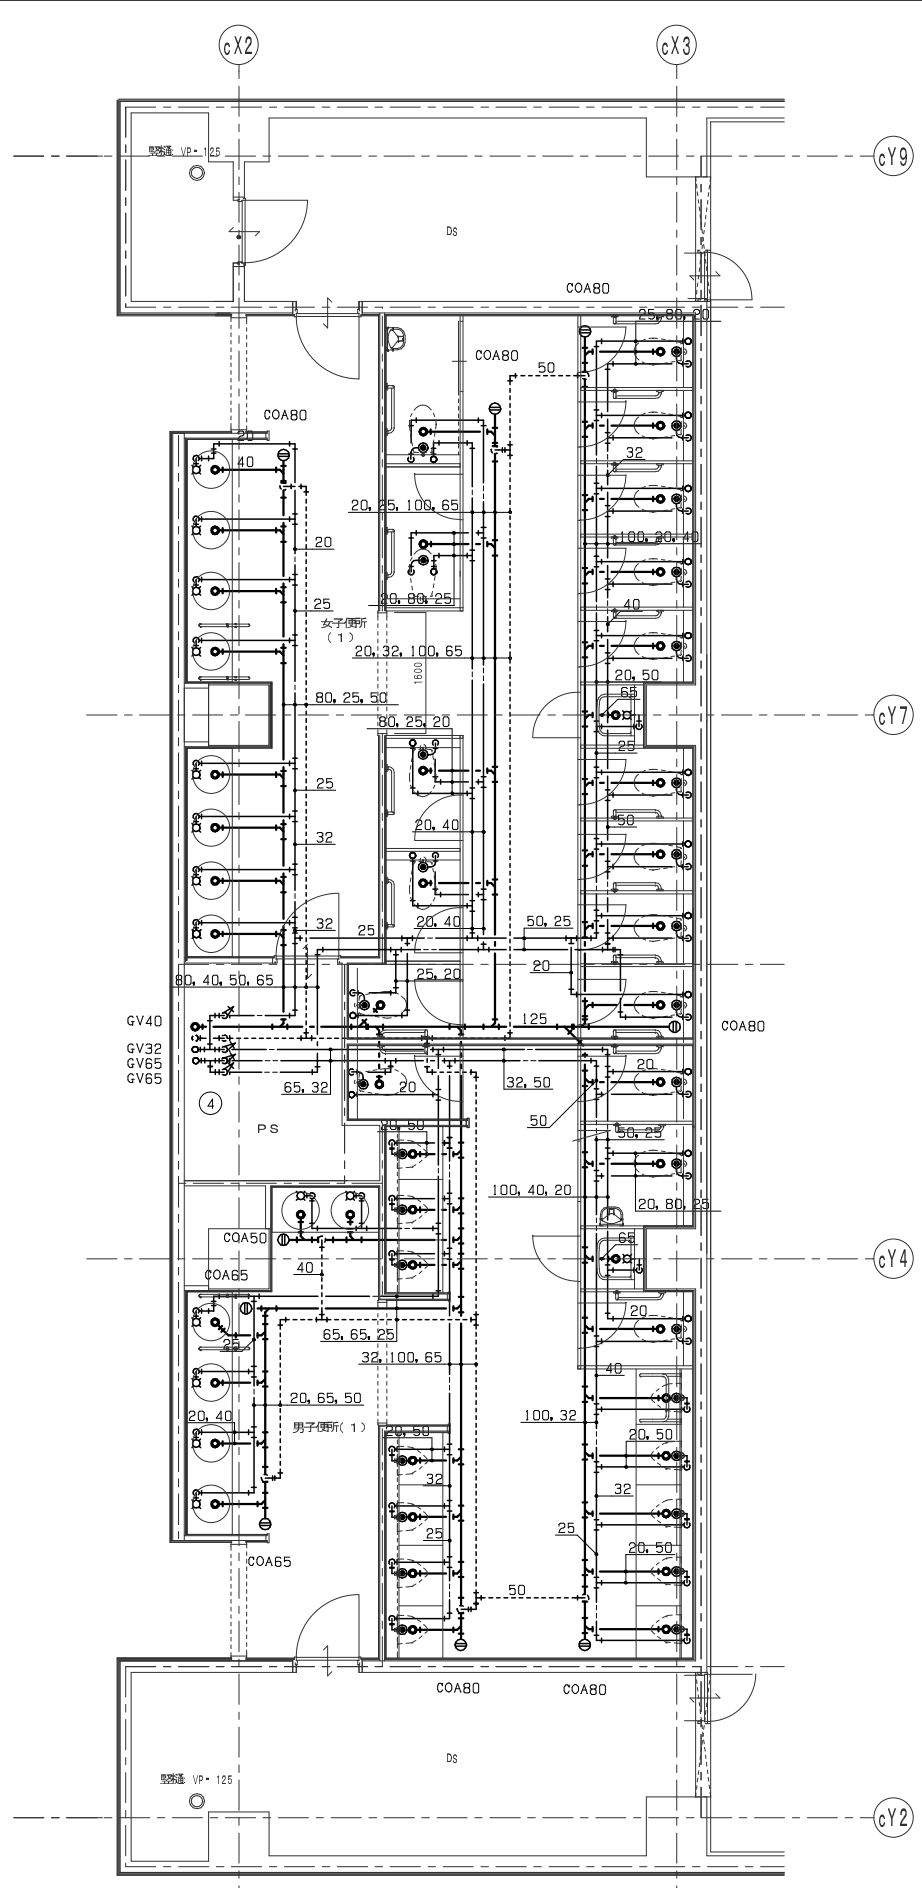 cX2
cX3
竪樋 VP-125
cY9
DS
COA80
25,80,20
COA80
50
COA80
20
40
32
20,25,100,65
100,20,40
20
25
20,80,25
40
女子便所
(1)
20,32,100,65
1600
20,50
65
80,25,50
cY7
80,25,20
25
25
20,40
50
32
32
25
20,40
50,25
20
80,40,50,65
25,20
GV40
125
COA80
GV32
GV65
GV65
65,32
20
32,50
20
4
50
PS
20,50
50,25
100,40,20
20,80,25
COA50
65
cY4
COA65
40
20
25
65,65,25
32,100,65
40
20,65,50
20,40
100,32
男子便所(1)
20,50
20,50
32
32
25
25
20,50
COA65
50
COA80
COA80
DS
竪樋 VP-125
cY2